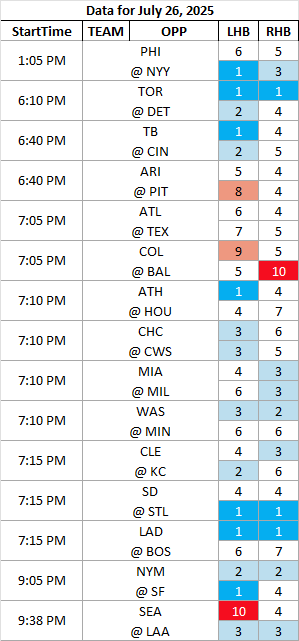 Data for July 26, 2025
StartTime TEAM OPP LHB RHB
1:05 PM PHI 6 5
@ NYY 1 3
6:10 PM TOR 1 1
@ DET 2 4
6:40 PM TB 1 4
@ CIN 2 5
6:40 PM ARI 5 4
@ PIT 8 4
7:05 PM ATL 6 4
@ TEX 7 5
7:05 PM COL 9 5
@ BAL 5 10
7:10 PM ATH 1 4
@ HOU 4 7
7:10 PM CHC 3 6
@ CWS 3 5
7:10 PM MIA 4 3
@ MIL 6 3
7:10 PM WAS 3 2
@ MIN 6 6
7:15 PM CLE 4 3
@ KC 2 6
7:15 PM SD 4 4
@ STL 1 1
7:15 PM LAD 1 1
@ BOS 6 7
9:05 PM NYM 2 2
@ SF 1 4
9:38 PM SEA 10 4
@ LAA 3 3